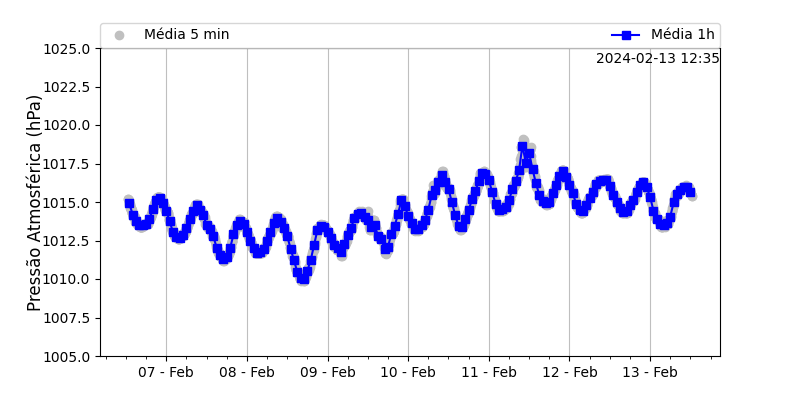 Média 5 min
Média 1h
2024-02-13 12:35
Pressão Atmosférica (hPa)
1025.0
1022.5
1020.0
1017.5
1015.0
1012.5
1010.0
1007.5
1005.0
07 - Feb
08 - Feb
09 - Feb
10 - Feb
11 - Feb
12 - Feb
13 - Feb